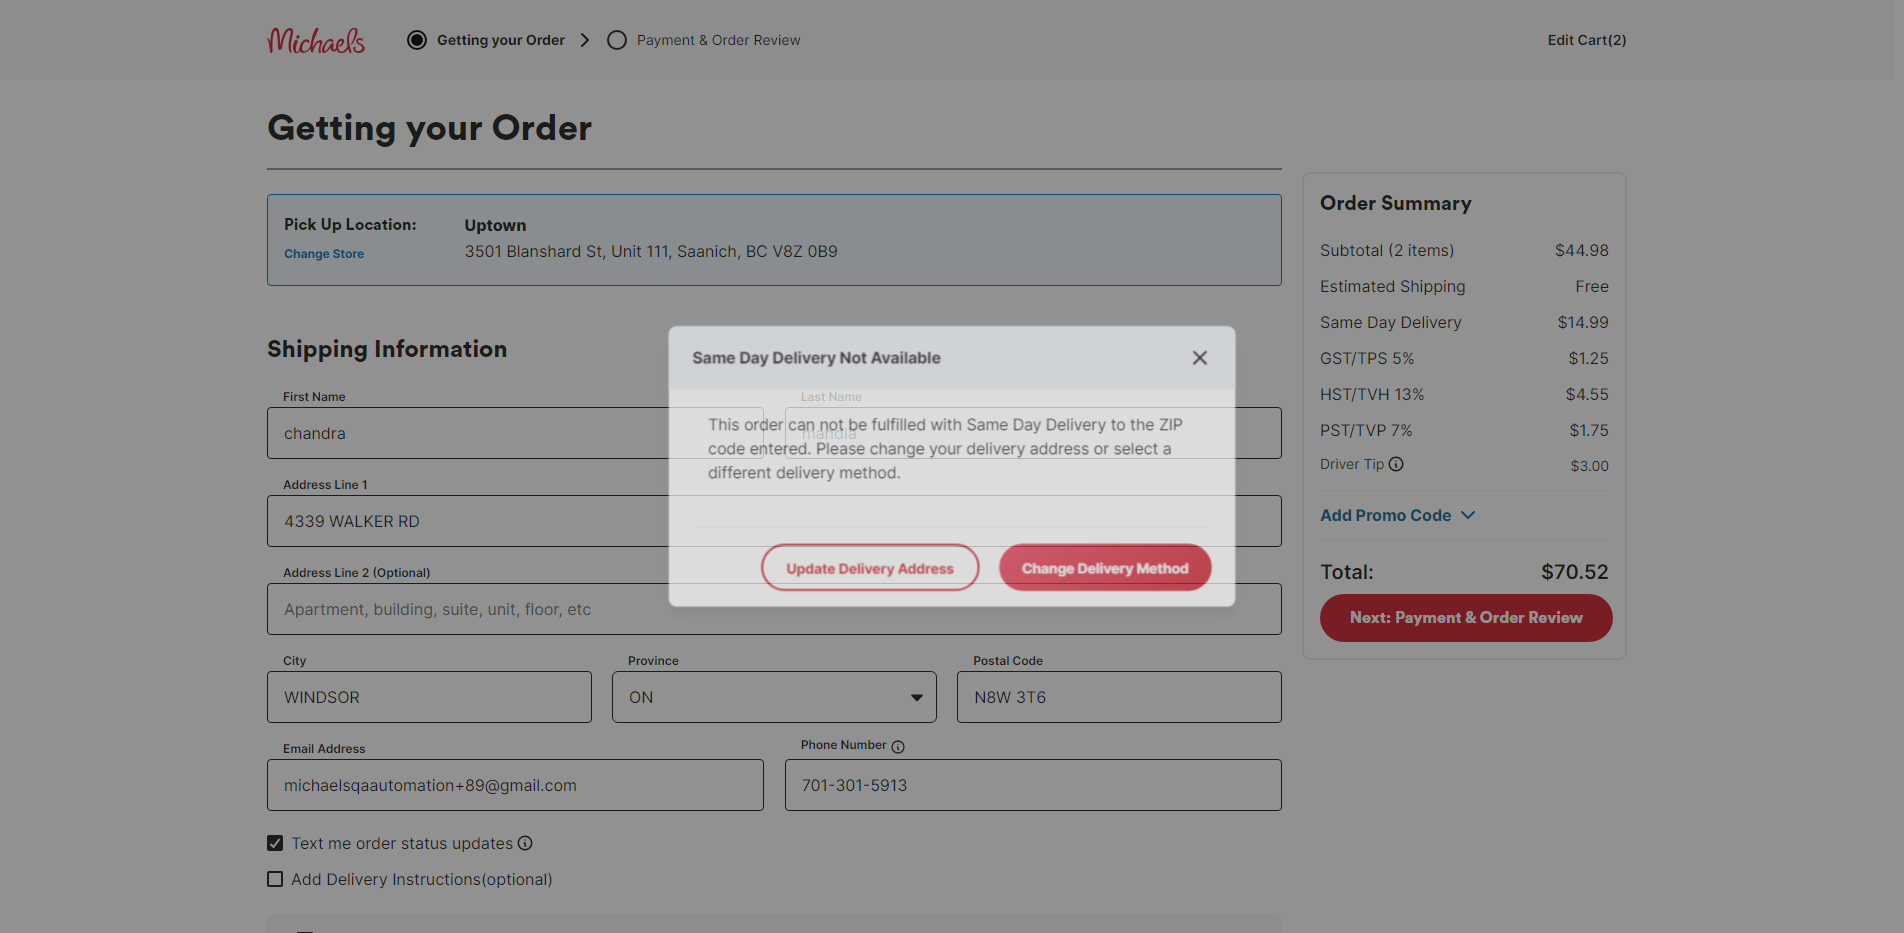 Michaels
Getting your Order
Payment & Order Review
Edit Cart(2)
Getting your Order
Pick Up Location:
Uptown
Change Store
3501 Blanshard St, Unit 111, Saanich, BC V8Z 0B9
Shipping Information
First Name
chandra
Last Name
mandla
Address Line 1
4339 WALKER RD
Address Line 2 (Optional)
Apartment, building, suite, unit, floor, etc
City
WINDSOR
Province
ON
Postal Code
N8W 3T6
Email Address
michaelsqaautomation+89@gmail.com
Phone Number
701-301-5913
Text me order status updates
Add Delivery Instructions(optional)
Same Day Delivery Not Available
This order can not be fulfilled with Same Day Delivery to the ZIP
code entered. Please change your delivery address or select a
different delivery method.
Update Delivery Address
Change Delivery Method
Order Summary
Subtotal (2 items) $44.98
Estimated Shipping Free
Same Day Delivery $14.99
GST/TPS 5% $1.25
HST/TVH 13% $4.55
PST/TVP 7% $1.75
Driver Tip $3.00
Add Promo Code
Total: $70.52
Next: Payment & Order Review